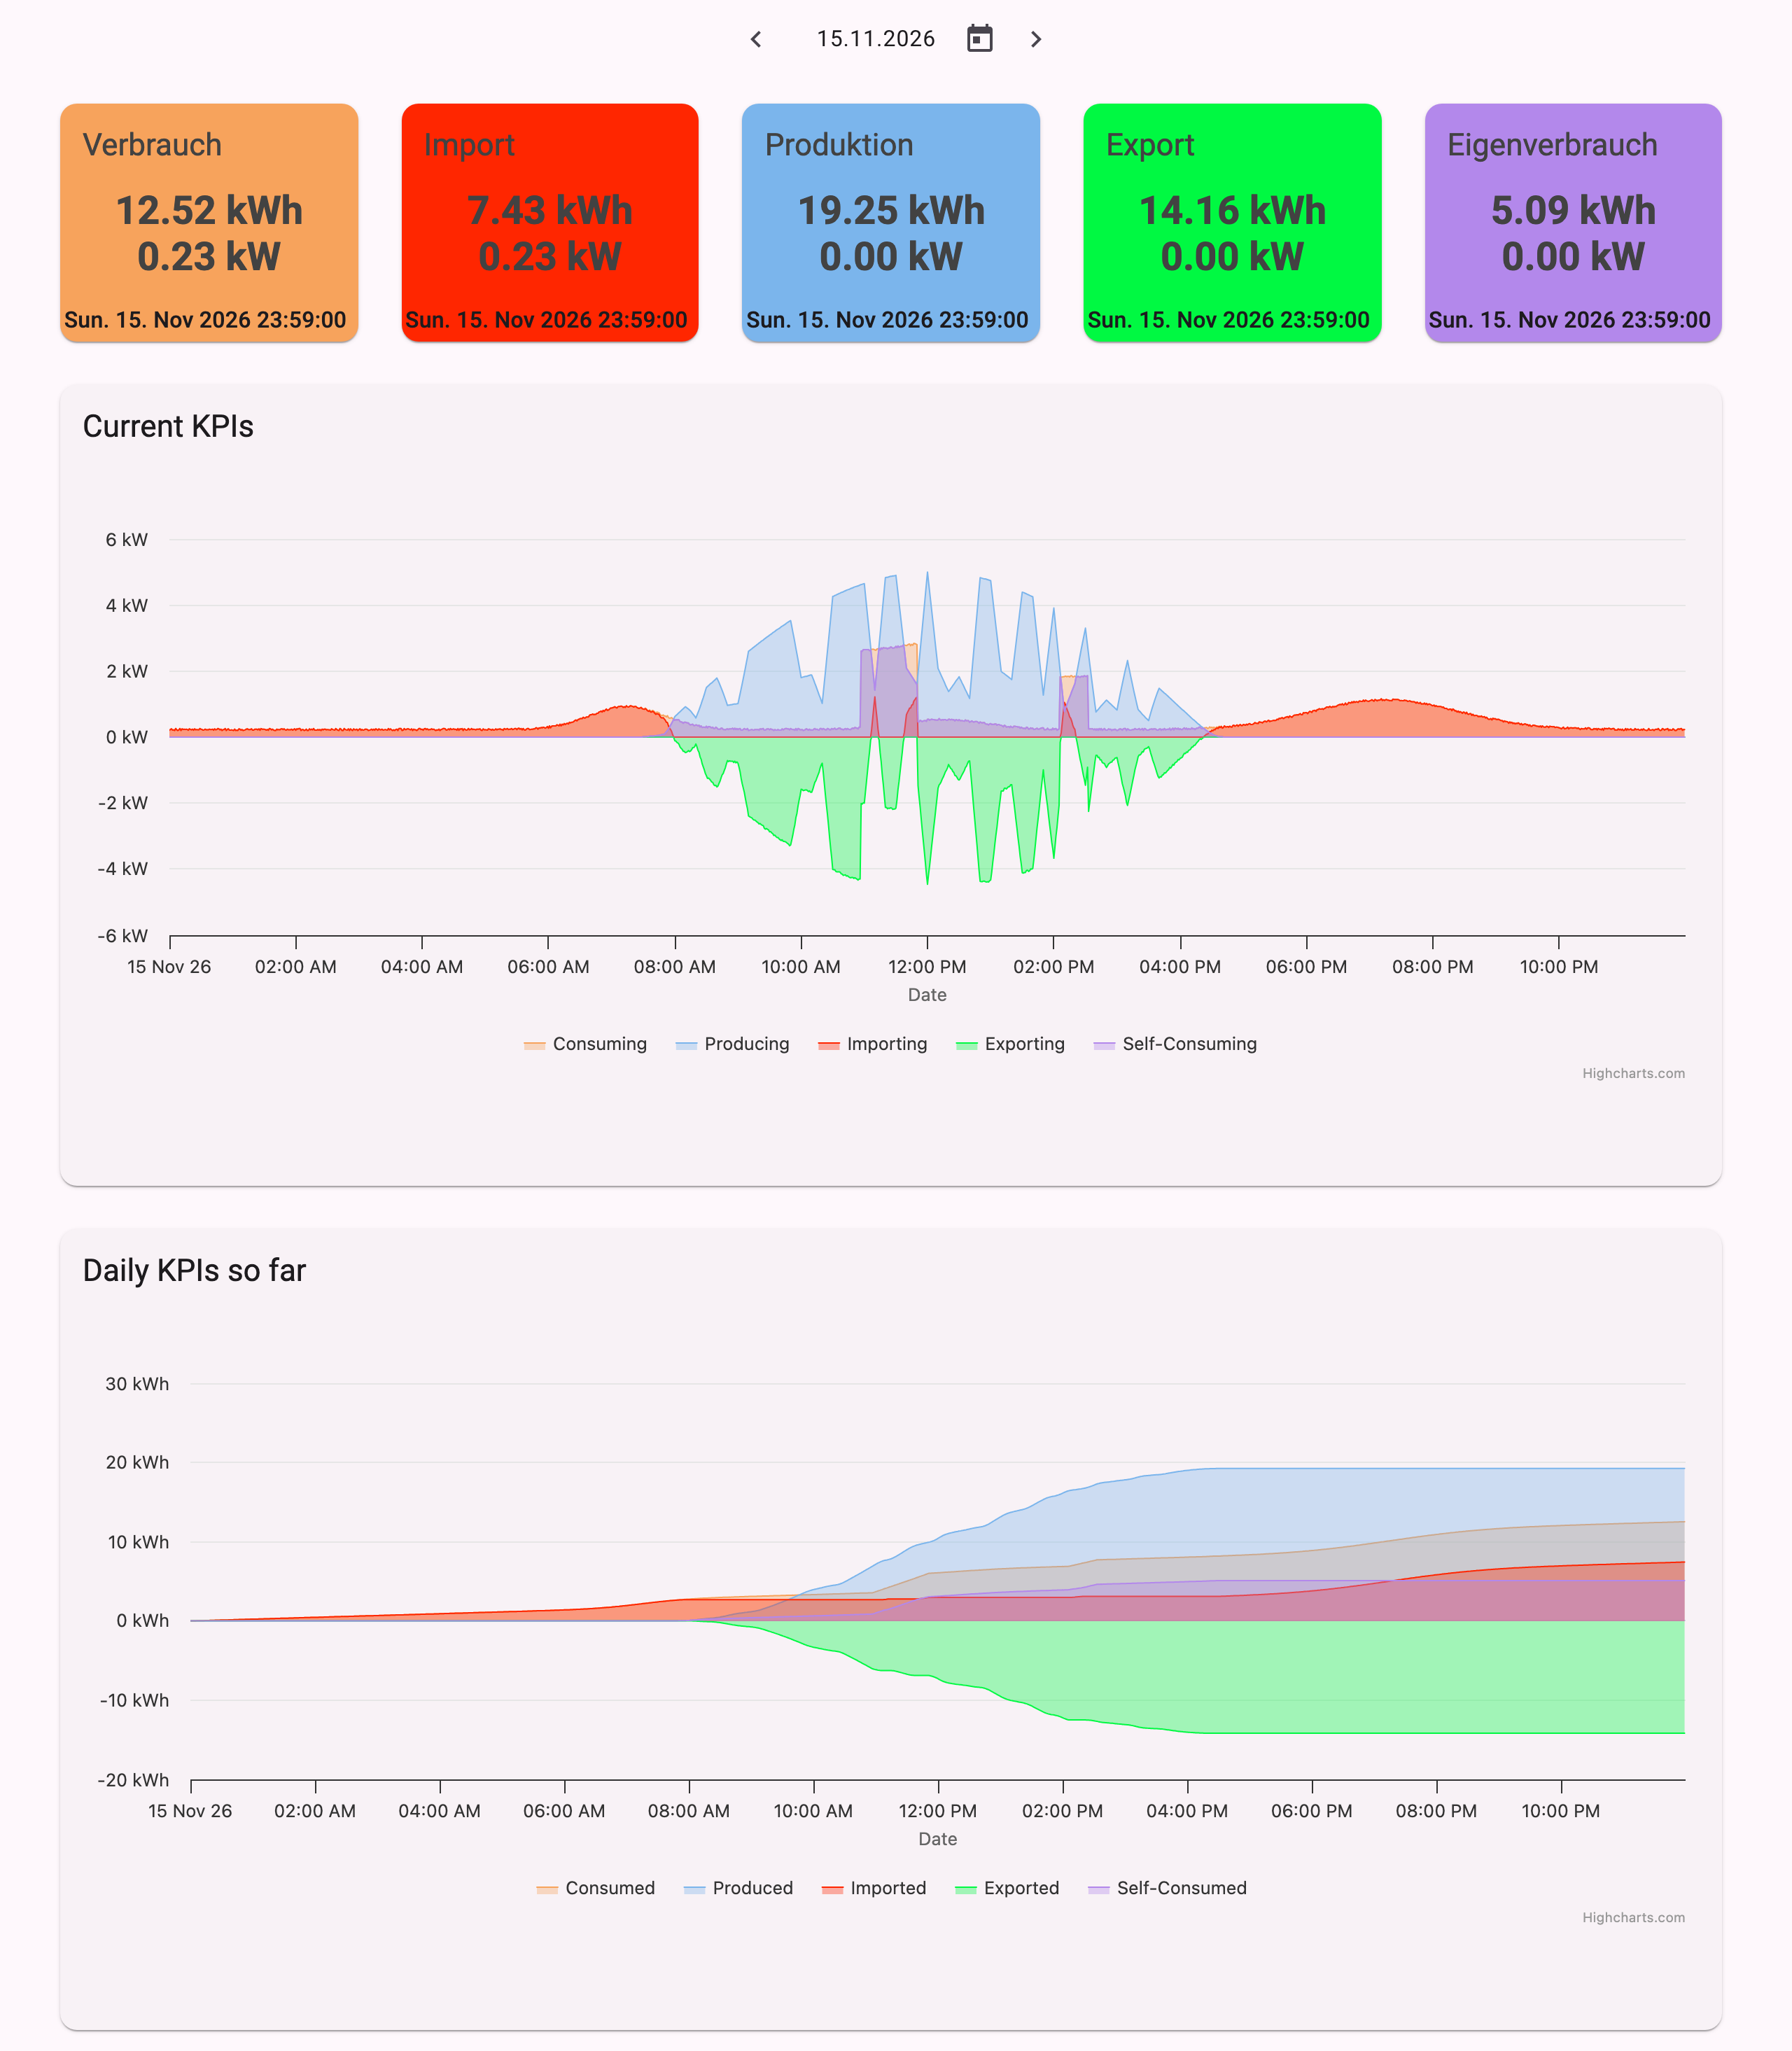 15.11.2026
Verbrauch
12.52 kWh
0.23 kW
Sun. 15. Nov 2026 23:59:00
Import
7.43 kWh
0.23 kW
Sun. 15. Nov 2026 23:59:00
Produktion
19.25 kWh
0.00 kW
Sun. 15. Nov 2026 23:59:00
Export
14.16 kWh
0.00 kW
Sun. 15. Nov 2026 23:59:00
Eigenverbrauch
5.09 kWh
0.00 kW
Sun. 15. Nov 2026 23:59:00
Current KPIs
6 kW
4 kW
2 kW
0 kW
-2 kW
-4 kW
-6 kW
15 Nov 26 02:00 AM 04:00 AM 06:00 AM 08:00 AM 10:00 AM 12:00 PM 02:00 PM 04:00 PM 06:00 PM 08:00 PM 10:00 PM
Date
Consuming Producing Importing Exporting Self-Consuming
Highcharts.com
Daily KPIs so far
30 kWh
20 kWh
10 kWh
0 kWh
-10 kWh
-20 kWh
15 Nov 26 02:00 AM 04:00 AM 06:00 AM 08:00 AM 10:00 AM 12:00 PM 02:00 PM 04:00 PM 06:00 PM 08:00 PM 10:00 PM
Date
Consumed Produced Imported Exported Self-Consumed
Highcharts.com